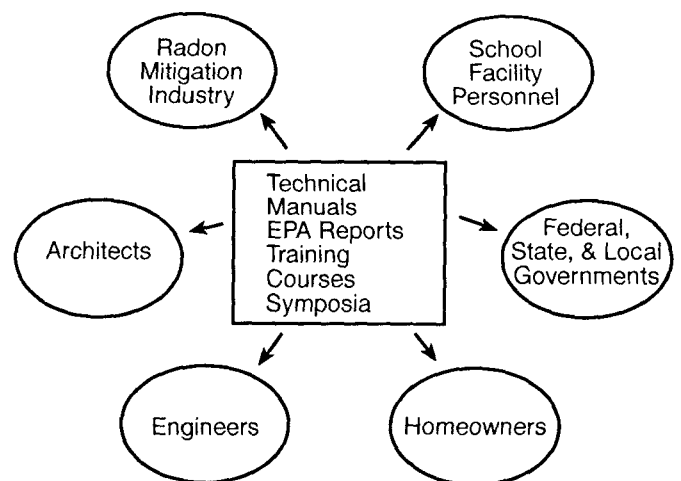 Radon
Mitigation
Industry
School
Facility
Personnel
Technical
Manuals
EPA Reports
Training
Courses
Symposia
Architects
Federal,
State, & Local
Governments
Engineers
Homeowners